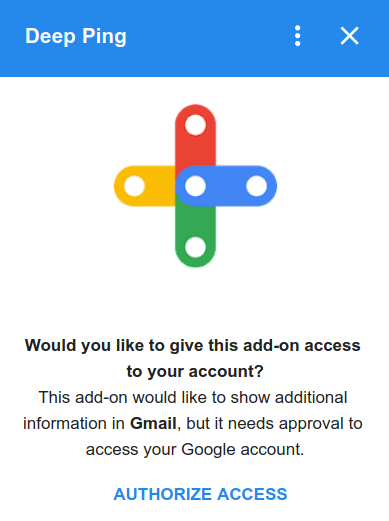 Deep Ping
Would you like to give this add-on access
to your account?
This add-on would like to show additional
information in Gmail, but it needs approval to
access your Google account.
AUTHORIZE ACCESS